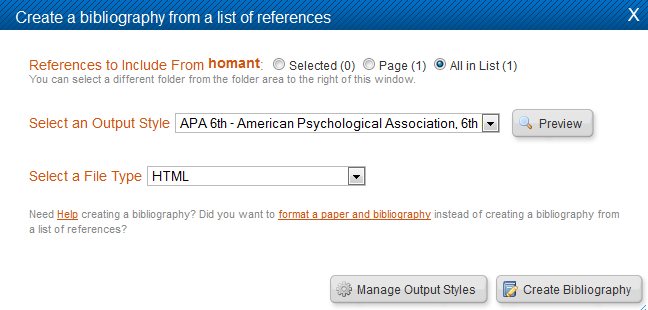 Create a bibliography from a list of references
X
References to Include From homant: Selected (0) Page (1) All in List (1)
You can select a different folder from the folder area to the right of this window.
Select an Output Style APA 6th - American Psychological Association, 6th Preview
Select a File Type HTML
Need Help creating a bibliography? Did you want to format a paper and bibliography instead of creating a bibliography from
a list of references?
Manage Output Styles Create Bibliography